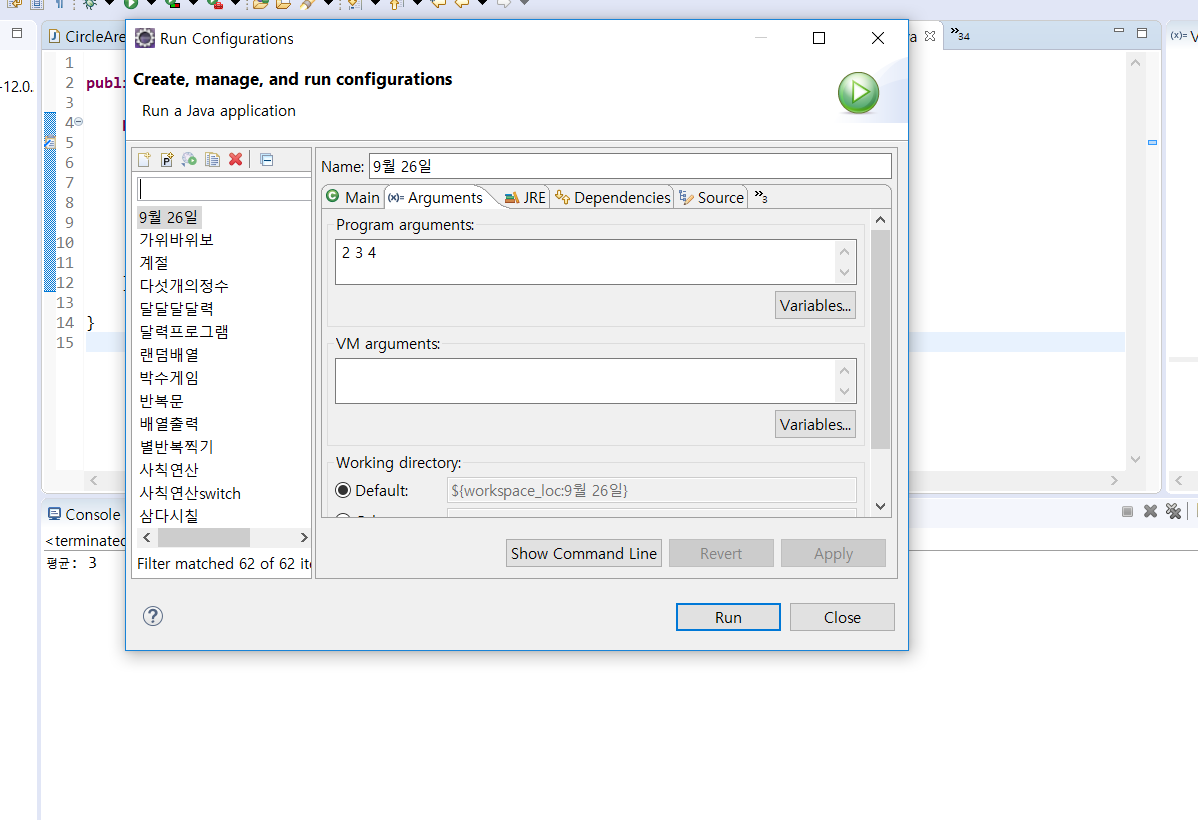 CircleAre
a
"34
(x)= V
-12.0.
Run Configurations
Create, manage, and run configurations
Run a Java application
1
2 publi
3
4
5
6
7
8
9
10
11
12 }
13
14 }
15
Name: 9월 26일
Main (x)= Arguments JRE Dependencies Source "3
9월 26일
가위바위보
계절
다섯개의정수
달달달달력
달력프로그램
랜덤배열
박수게임
반복문
배열출력
별반복찍기
사칙연산
사칙연산switch
삼다시칠
Filter matched 62 of 62 ite
Program arguments:
2 3 4
Variables...
VM arguments:
Variables...
Working directory:
Default: ${workspace_loc:9월 26일}
Show Command Line Revert Apply
Run Close
Console
<terminated
평균: 3